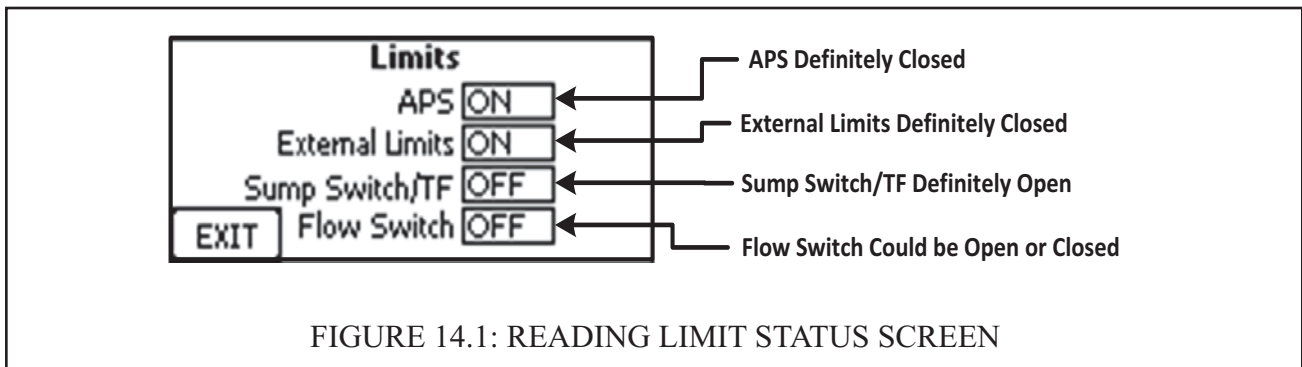 Limits
APS ON
External Limits ON
Sump Switch/TF OFF
Flow Switch OFF
EXIT
APS Definitely Closed
External Limits Definitely Closed
Sump Switch/TF Definitely Open
Flow Switch Could be Open or Closed
FIGURE 14.1: READING LIMIT STATUS SCREEN